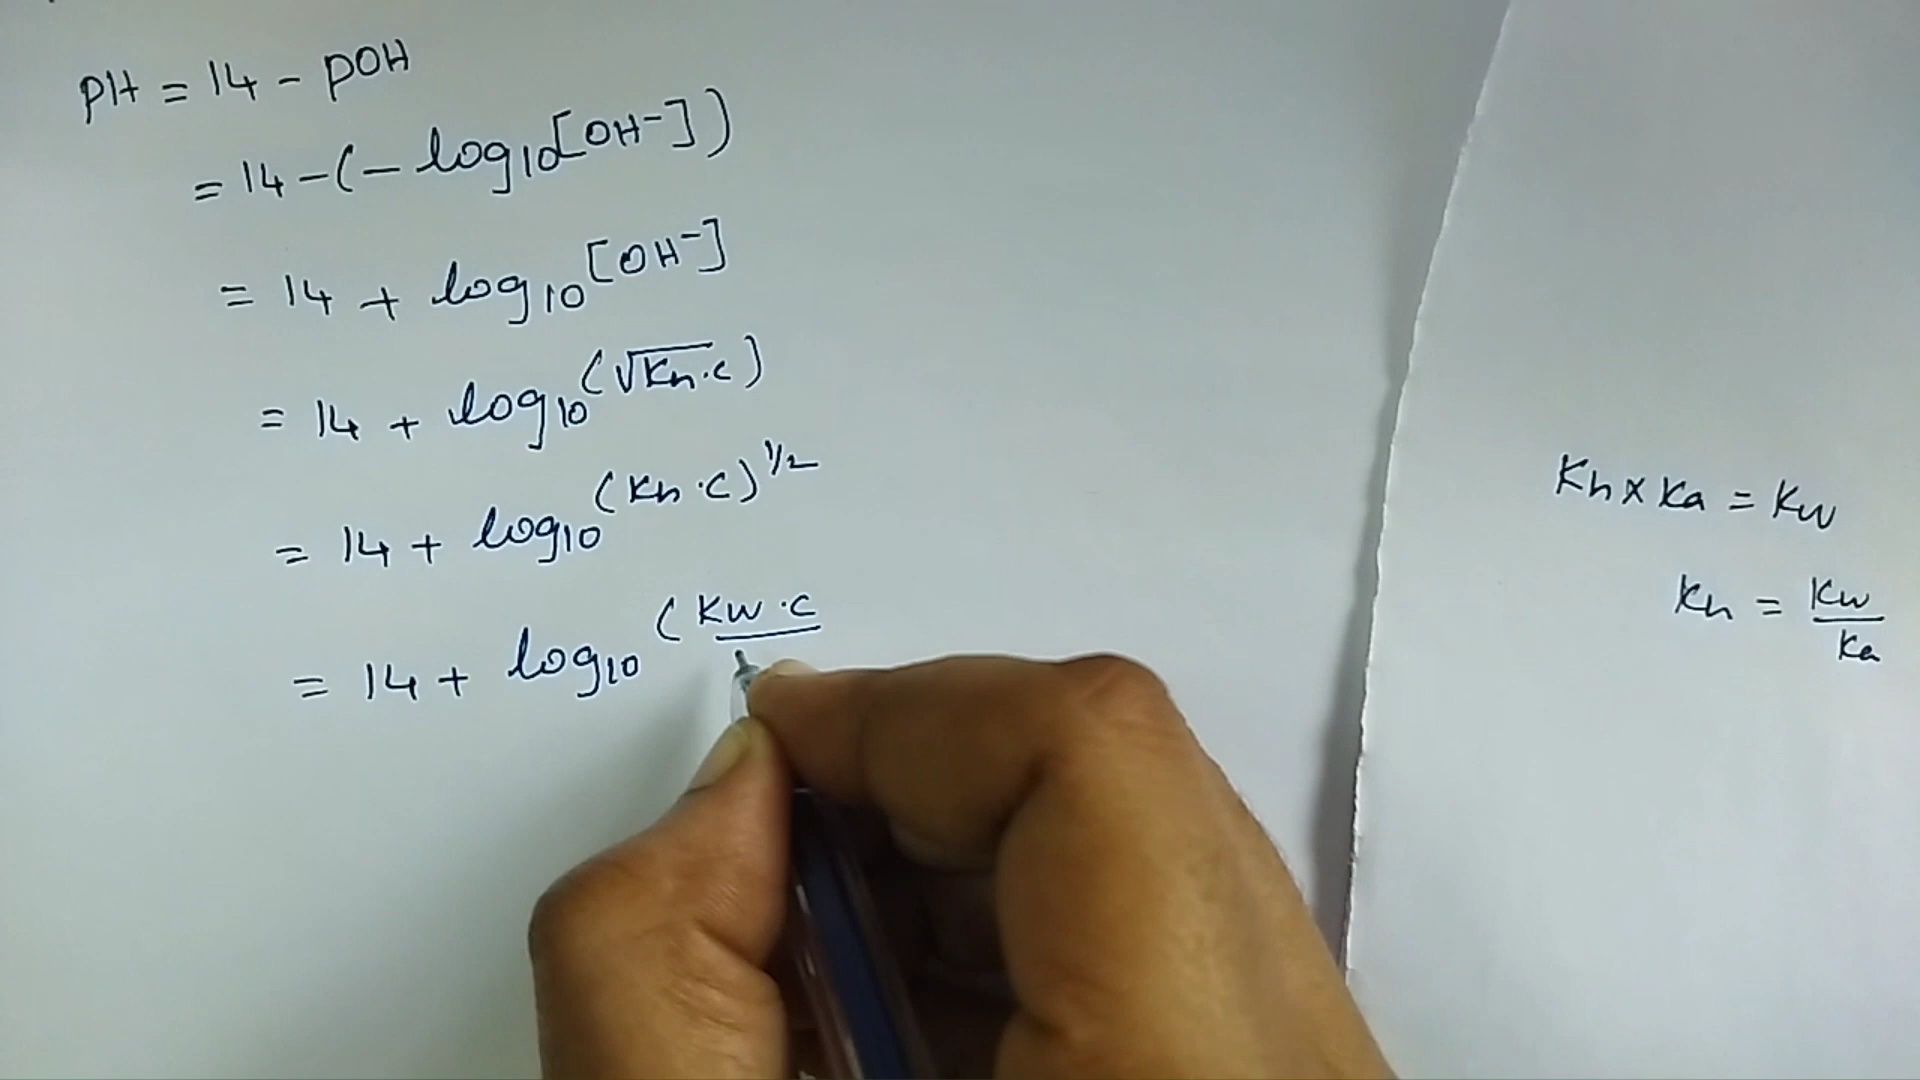 pH = 14 - pOH
= 14 - (- log10[OH-])
= 14 + log10[OH-]
= 14 + log10(√Kh·c)
= 14 + log10(Kh·c)^1/2
= 14 + log10(Kw·c
Kh × Ka = Kw
Kh = Kw
Ka